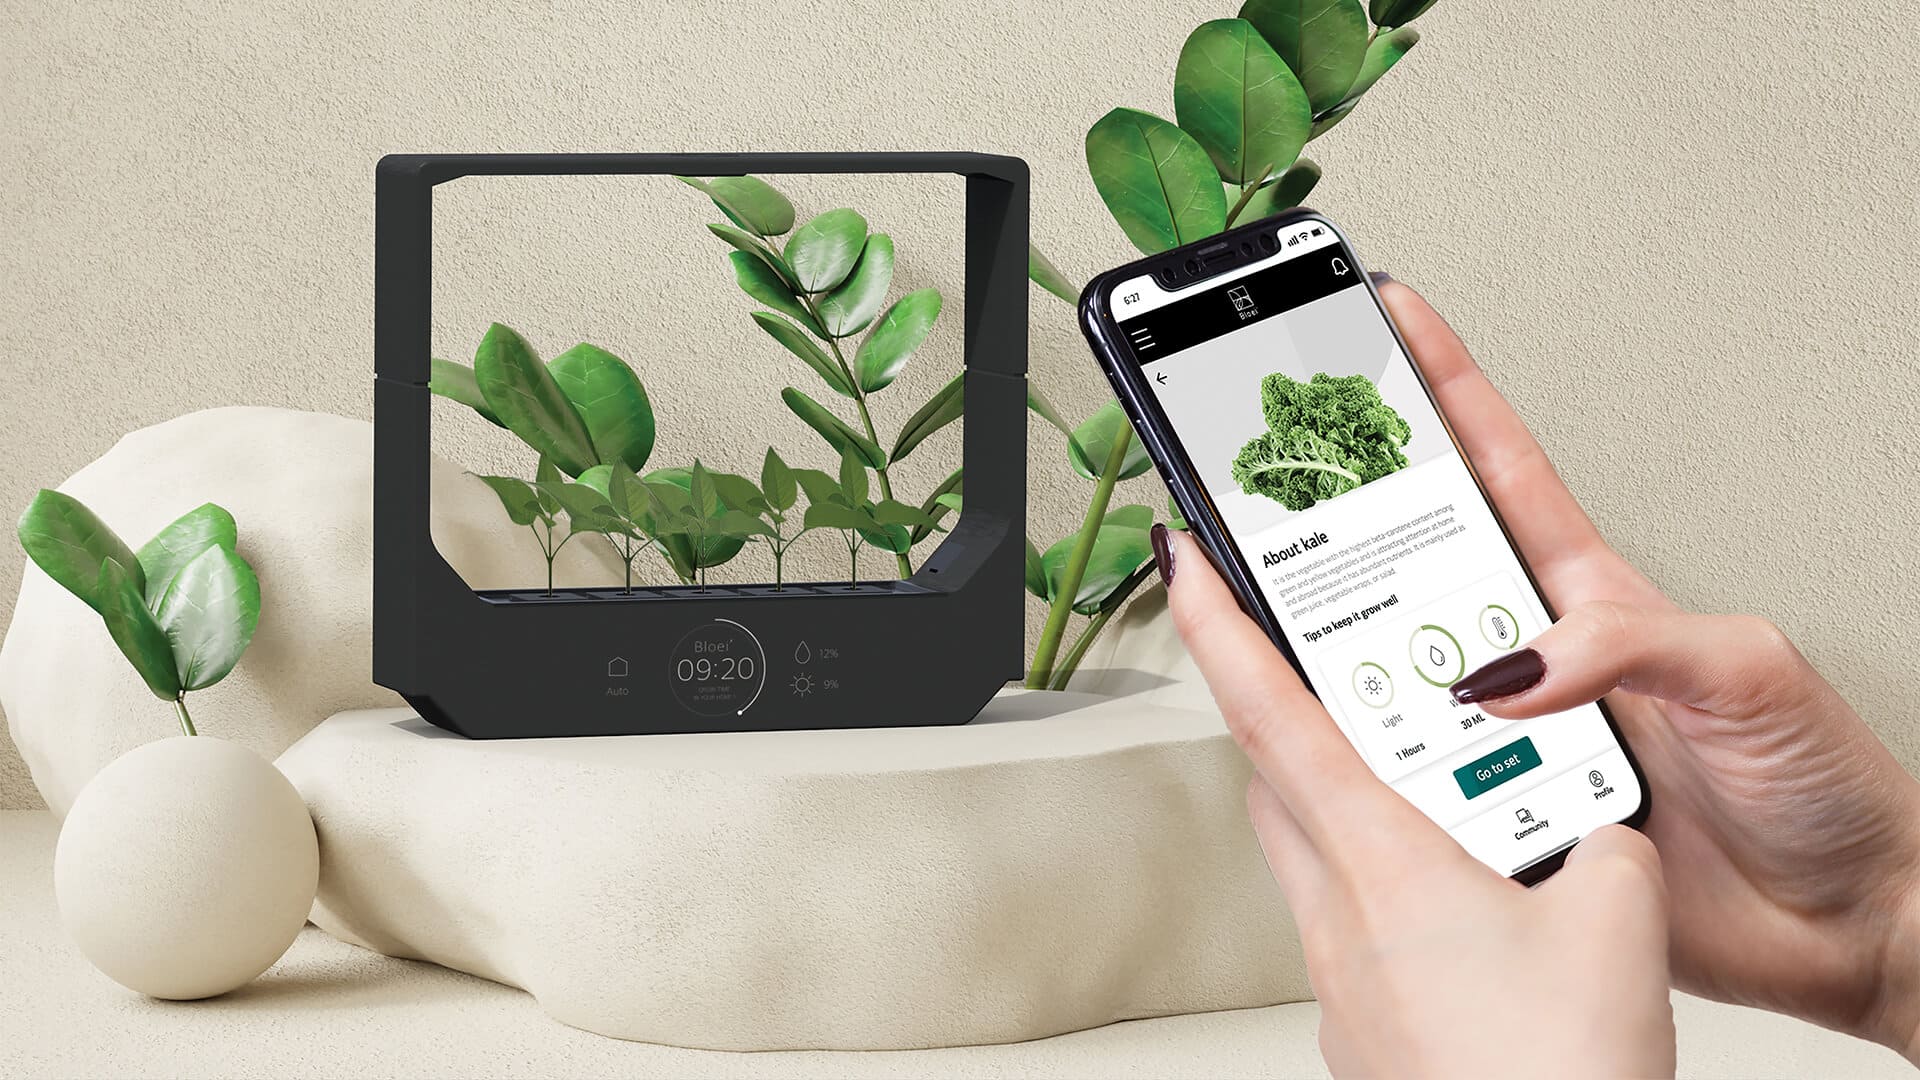 Bloei'
09:20
Auto
12%
9%
6:27
Bloei'
About kale
It is the vegetable with the highest beta-carotene content among
green and yellow vegetables and is attracting attention at home
and abroad because it has abundant nutrients. It is mainly used as
green juice, vegetable wraps, or salad.
Tips to keep it grow well
Light
1 Hours
30 ML
Go to set
Community
Profile